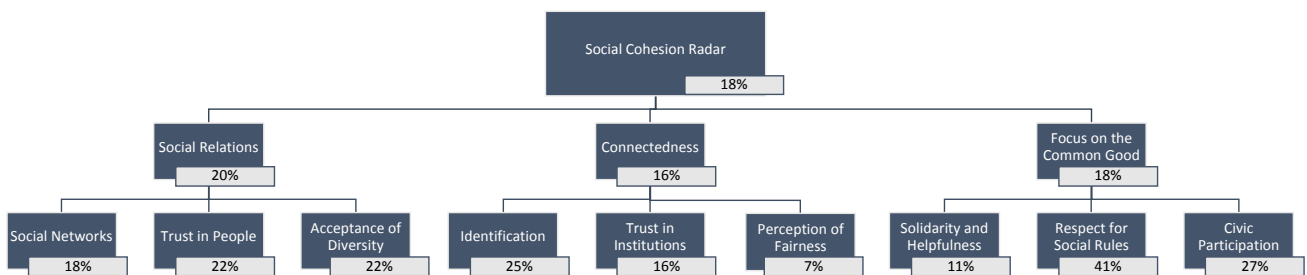 Social Cohesion Radar
18%
Social Relations
20%
Connectedness
16%
Focus on the
Common Good
18%
Social Networks
18%
Trust in People
22%
Acceptance of
Diversity
22%
Identification
25%
Trust in
Institutions
16%
Perception of
Fairness
7%
Solidarity and
Helpfulness
11%
Respect for
Social Rules
41%
Civic
Participation
27%